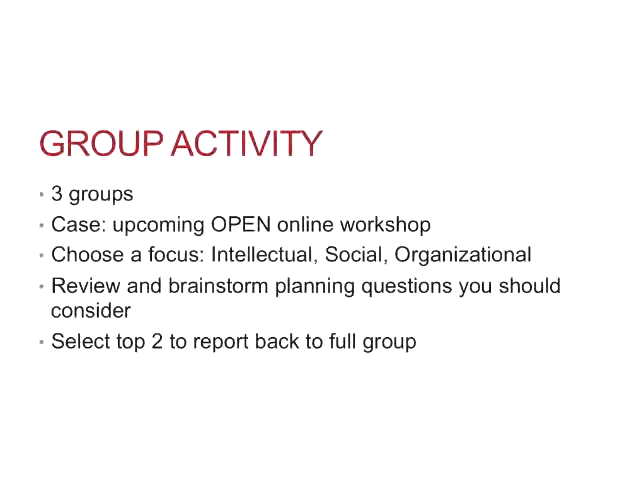 GROUP ACTIVITY
• 3 groups
• Case: upcoming OPEN online workshop
• Choose a focus: Intellectual, Social, Organizational
• Review and brainstorm planning questions you should
consider
• Select top 2 to report back to full group